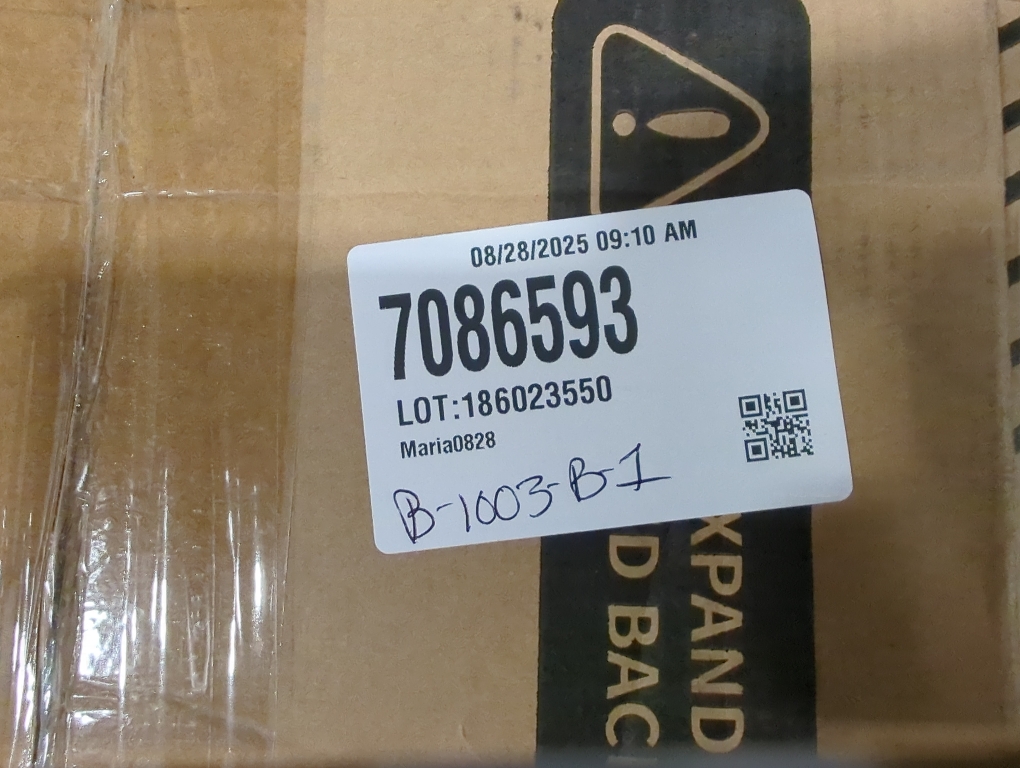 08/28/2025 09:10 AM
7086593
LOT:186023550
Maria0828
B-1003-B-1
XPAND
D BAC